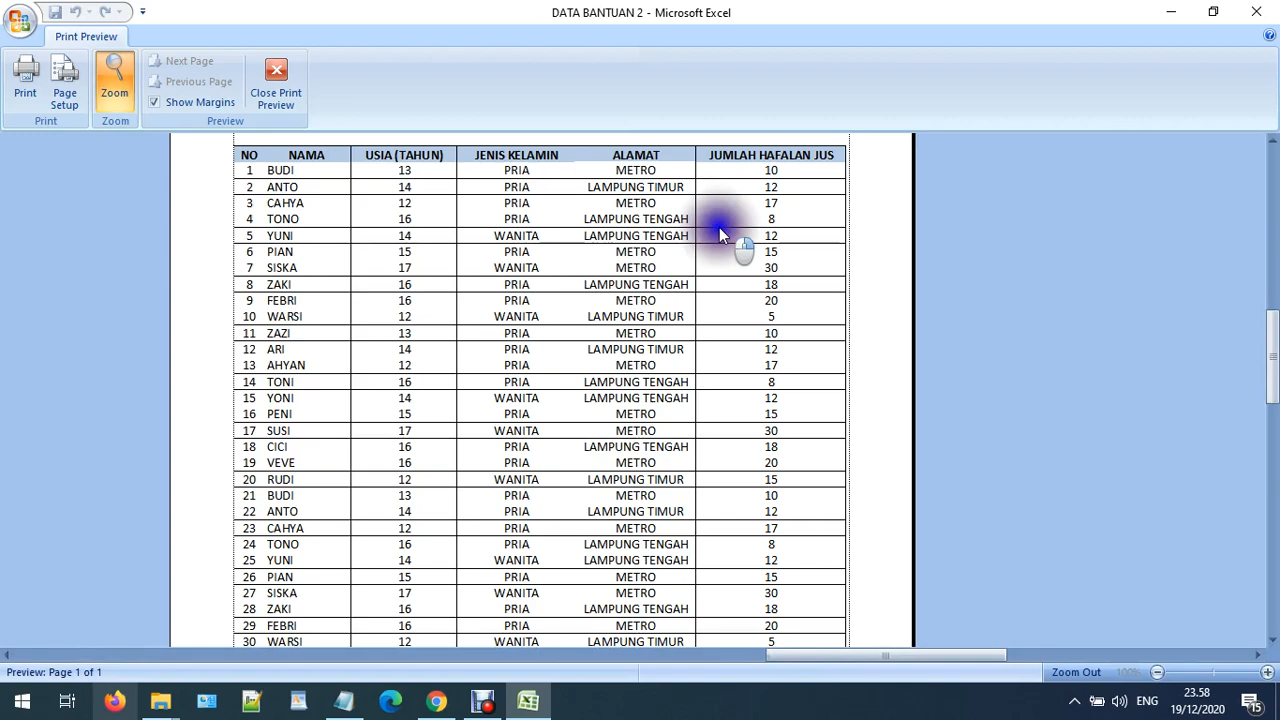 DATA BANTUAN 2 - Microsoft Excel
Print Preview
Print
Page Setup
Zoom
Next Page
Previous Page
Show Margins
Close Print Preview
Print
Zoom
Preview
NO NAMA USIA (TAHUN) JENIS KELAMIN ALAMAT JUMLAH HAFALAN JUS
1 BUDI 13 PRIA METRO 10
2 ANTO 14 PRIA LAMPUNG TIMUR 12
3 CAHYA 12 PRIA METRO 17
4 TONO 16 PRIA LAMPUNG TENGAH 8
5 YUNI 14 WANITA LAMPUNG TENGAH 12
6 PIAN 15 PRIA METRO 15
7 SISKA 17 WANITA METRO 30
8 ZAKI 16 PRIA LAMPUNG TENGAH 18
9 FEBRI 16 PRIA METRO 20
10 WARSI 12 WANITA LAMPUNG TIMUR 5
11 ZAZI 13 PRIA METRO 10
12 ARI 14 PRIA LAMPUNG TIMUR 12
13 AHYAN 12 PRIA METRO 17
14 TONI 16 PRIA LAMPUNG TENGAH 8
15 YONI 14 WANITA LAMPUNG TENGAH 12
16 PENI 15 PRIA METRO 15
17 SUSI 17 WANITA METRO 30
18 CICI 16 PRIA LAMPUNG TENGAH 18
19 VEVE 16 PRIA METRO 20
20 RUDI 12 WANITA LAMPUNG TIMUR 15
21 BUDI 13 PRIA METRO 10
22 ANTO 14 PRIA LAMPUNG TIMUR 12
23 CAHYA 12 PRIA METRO 17
24 TONO 16 PRIA LAMPUNG TENGAH 8
25 YUNI 14 WANITA LAMPUNG TENGAH 12
26 PIAN 15 PRIA METRO 15
27 SISKA 17 WANITA METRO 30
28 ZAKI 16 PRIA LAMPUNG TENGAH 18
29 FEBRI 16 PRIA METRO 20
30 WARSI 12 WANITA LAMPUNG TIMUR 5
Preview: Page 1 of 1
Zoom Out 100%
ENG
23.58
19/12/2020
15